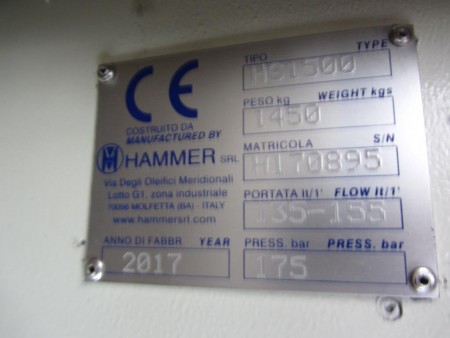 CE
COSTRUITO DA
MANUFACTURED BY
HAMMER SRL
Via Degli Oleifici Meridionali
Lotto G1, zona industriale
70056 MOLFETTA (BA) - ITALY
www.hammersrl.com
ANNO DI FABBR YEAR
2017
TIPO TYPE
HS1500
PESO kg WEIGHT kgs
1450
MATRICOLA S/N
H170895
PORTATA lt/1' FLOW lt/1'
135-155
PRESS. bar PRESS. bar
175